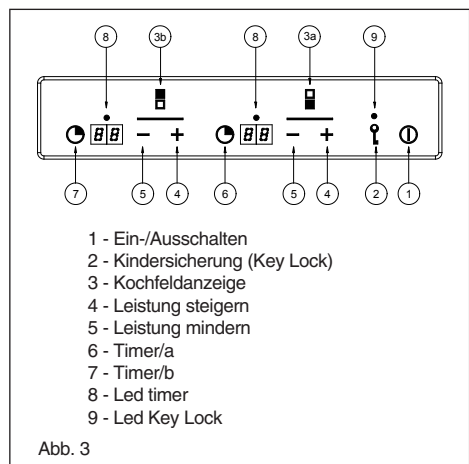 8 3b 8 3a 9
88 − + 88 − +
7 5 4 6 5 4 2 1
1 - Ein-/Ausschalten
2 - Kindersicherung (Key Lock)
3 - Kochfeldanzeige
4 - Leistung steigern
5 - Leistung mindern
6 - Timer/a
7 - Timer/b
8 - Led timer
9 - Led Key Lock
Abb. 3